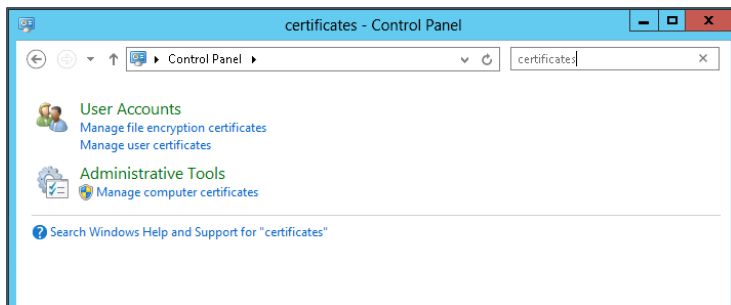 certificates - Control Panel
Control Panel
certificates
User Accounts
Manage file encryption certificates
Manage user certificates
Administrative Tools
Manage computer certificates
Search Windows Help and Support for "certificates"